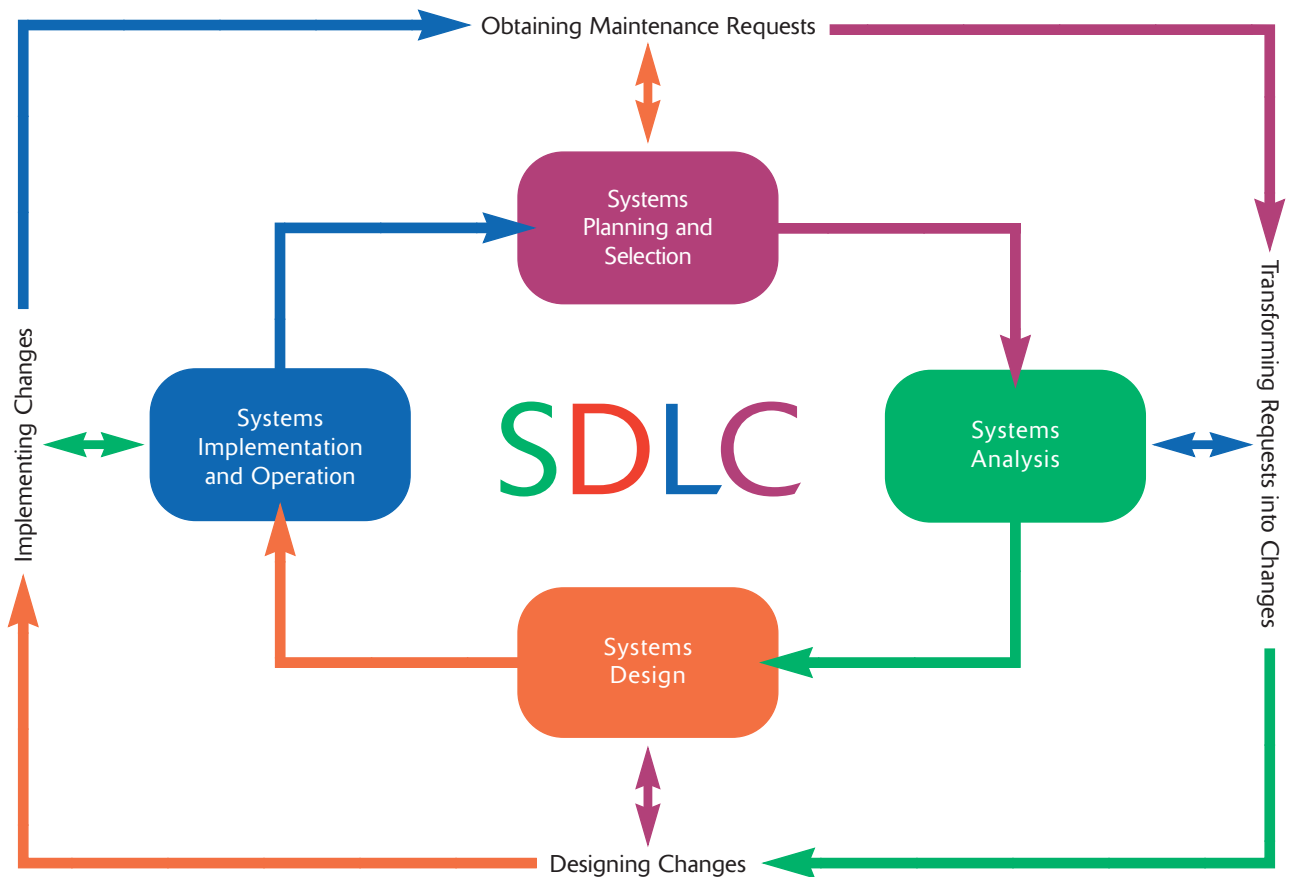 Obtaining Maintenance Requests
Systems
Planning and
Selection
Transforming Requests into Changes
Implementing Changes
Systems
Implementation
and Operation
SDLC
Systems
Analysis
Systems
Design
Designing Changes